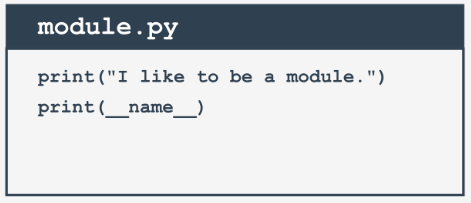 module.py
print("I like to be a module.")
print(__name__)